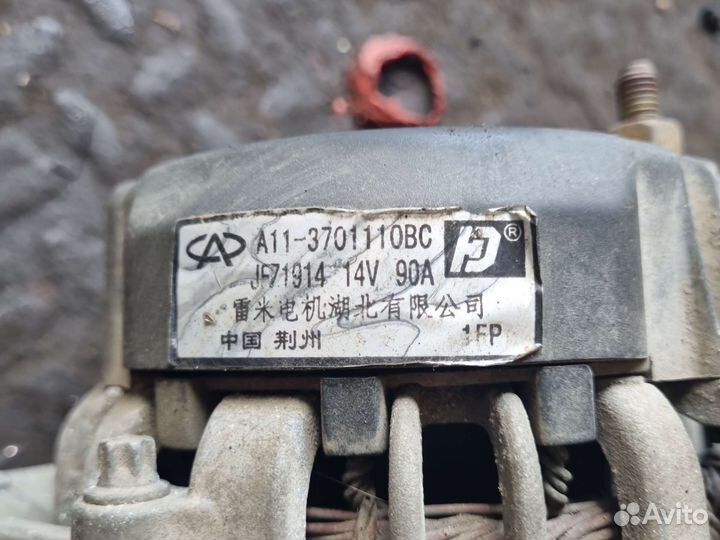 A11-3701110BC
JF71914 14V 90A
®
雷米电机湖北有限公司
中国 荆州 1FP
Avito